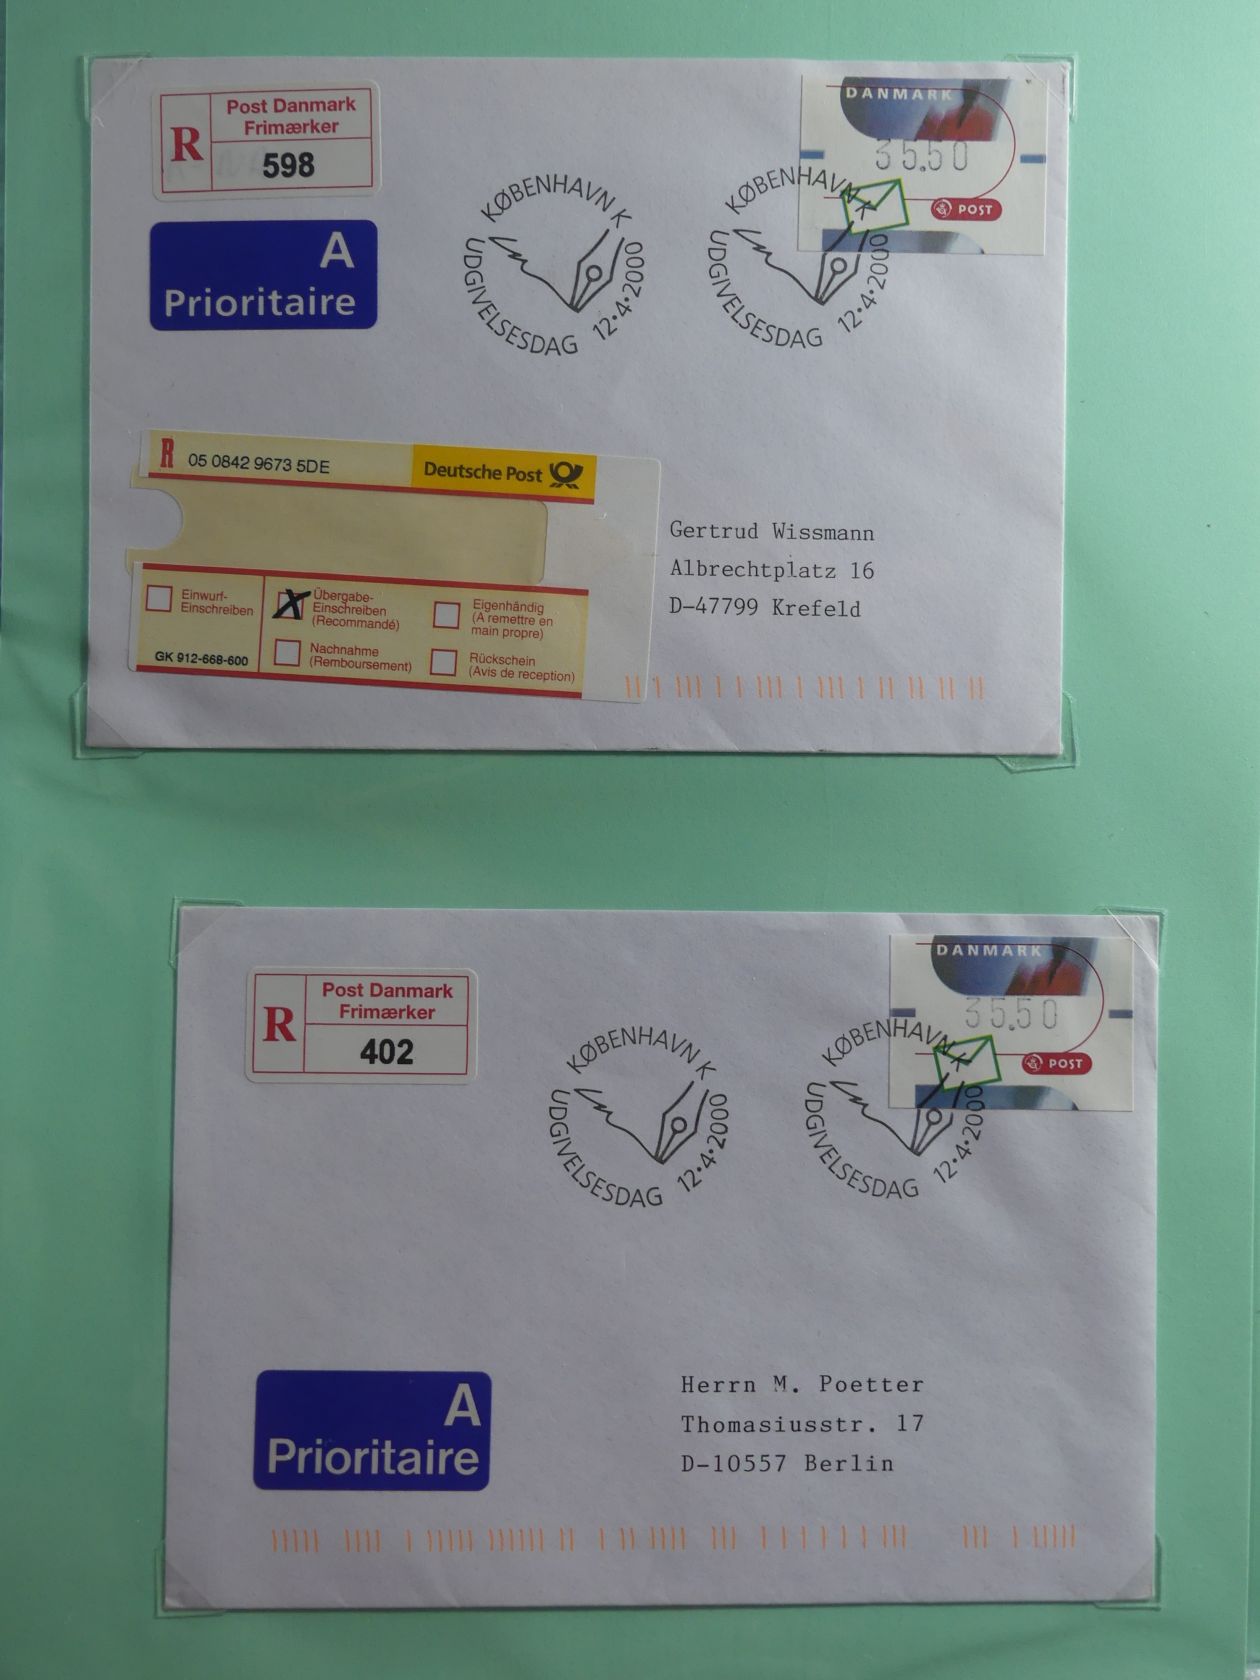 R
Post Danmark
Frimærker
598
A
Prioritaire
KØBENHAVN K
UDGIVELSESDAG 12•4•2000
KØBENHAVN K
UDGIVELSESDAG 12•4•2000
DANMARK
35.50
POST
R 05 0842 9673 5DE
Deutsche Post
Einwurf-
Einschreiben
GK 912-668-600
Übergabe-
Einschreiben
(Recommandé)
Nachnahme
(Remboursement)
Eigenhändig
(A remettre en
main propre)
Rückschein
(Avis de reception)
Gertrud Wissmann
Albrechtplatz 16
D-47799 Krefeld
R
Post Danmark
Frimærker
402
KØBENHAVN K
UDGIVELSESDAG 12•4•2000
KØBENHAVN K
UDGIVELSESDAG 12•4•2000
DANMARK
35.50
POST
A
Prioritaire
Herrn M. Poetter
Thomasiusstr. 17
D-10557 Berlin